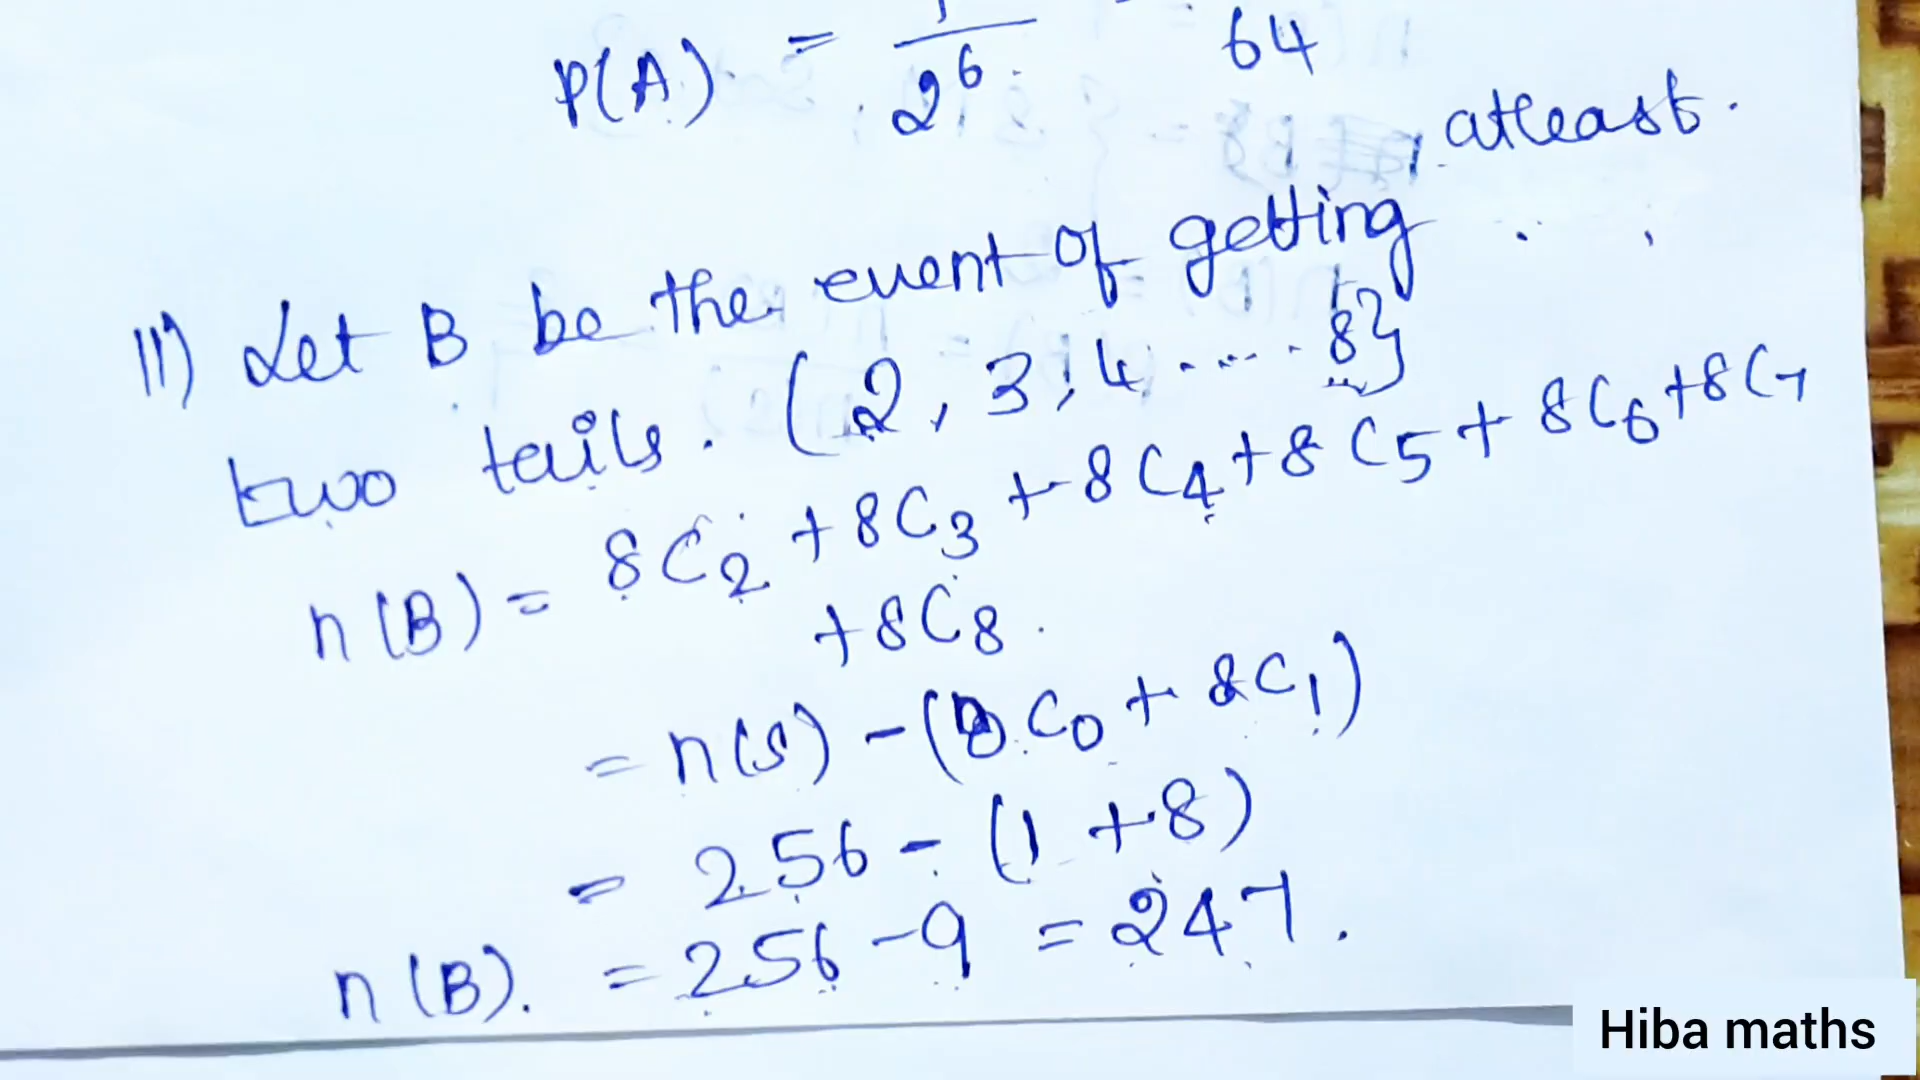 P(A) = 1/2^6 = 64
atleast.
II) Let B be the event of getting
two tails. (2, 3, 4 ..... 8}
n(B) = 8C2 + 8C3 + 8C4 + 8C5 + 8C6 + 8C7
+ 8C8.
= n(S) - (8C0 + 8C1)
= 256 - (1 + 8)
n(B). = 256 - 9 = 247.
Hiba maths